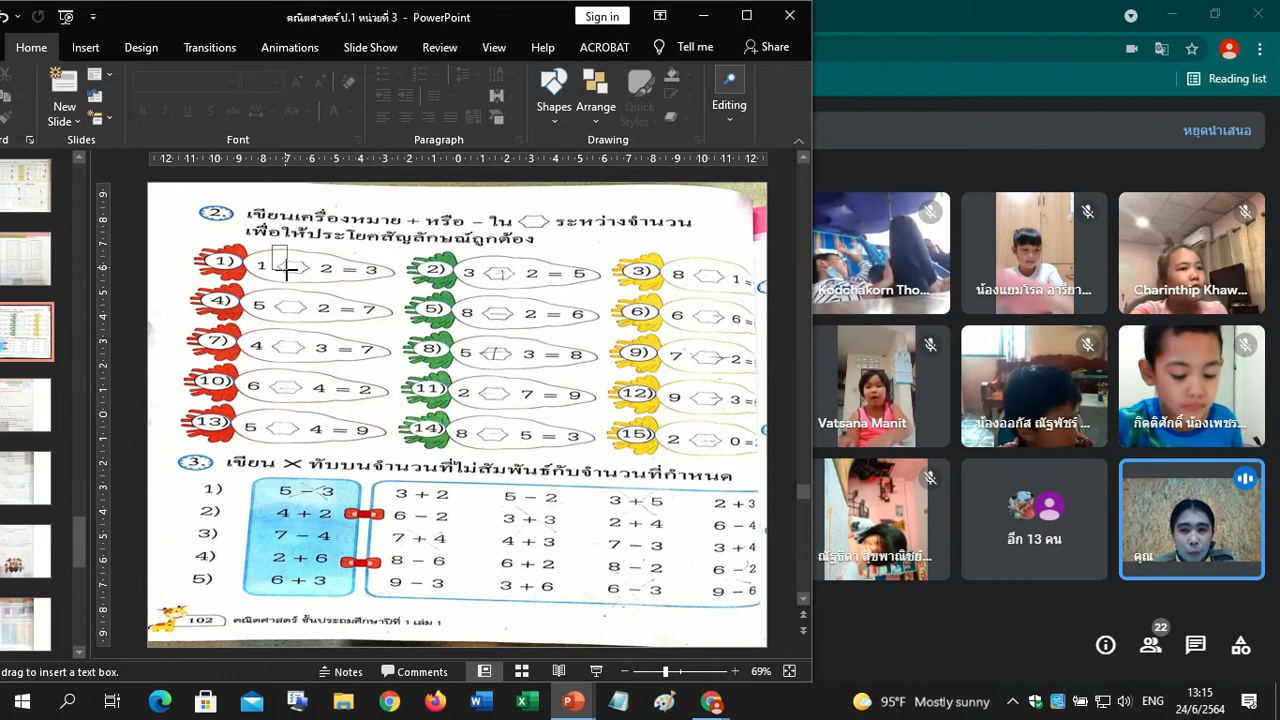 คณิตศาสตร์ ป.1 หน่วยที่ 3 - PowerPoint
Sign in
Home Insert Design Transitions Animations Slide Show Review View Help ACROBAT Tell me Share
New Slide
Shapes Arrange Quick Styles Editing
Slides Font Paragraph Drawing
Reading list
หยุดนำเสนอ
2. เขียนเครื่องหมาย + หรือ - ใน ระหว่างจำนวน
เพื่อให้ประโยคสัญลักษณ์ถูกต้อง
1) 1 2 = 3 2) 3 2 = 5 3) 8 1 =
4) 5 2 = 7 5) 8 2 = 6 6) 6 6 =
7) 4 3 = 7 8) 5 3 = 8 9) 7 2 =
10) 6 4 = 2 11) 2 7 = 9 12) 9 3 =
13) 5 4 = 9 14) 8 5 = 3 15) 2 0 =
3. เขียน × ทับบนจำนวนที่ไม่สัมพันธ์กับจำนวนที่กำหนด
1) 5 - 3 3 + 2 5 - 2 3 + 5 2 + 3
2) 4 + 2 6 - 2 3 + 3 2 + 4 6 - 4
3) 7 - 4 7 + 4 4 + 3 7 - 3 3 + 4
4) 2 + 6 8 - 6 6 + 2 8 - 2 6 - 2
5) 6 + 3 9 - 3 3 + 6 6 - 3 9 - 6
102 คณิตศาสตร์ ชั้นประถมศึกษาปีที่ 1 เล่ม 1
Kodchakorn Tho...
น้องแยมโรล อาริยา...
Charinthip Khaw...
Vatsana Manit
น้องออกัส ณัฐพัชร์...
กิตติศักดิ์ น้องเพชร...
ณัฐธิดา สุขพาณิชย์...
อีก 13 คน
คุณ
22
drag to insert a text box.
Notes Comments 69%
95°F Mostly sunny ENG
13:15
24/6/2564